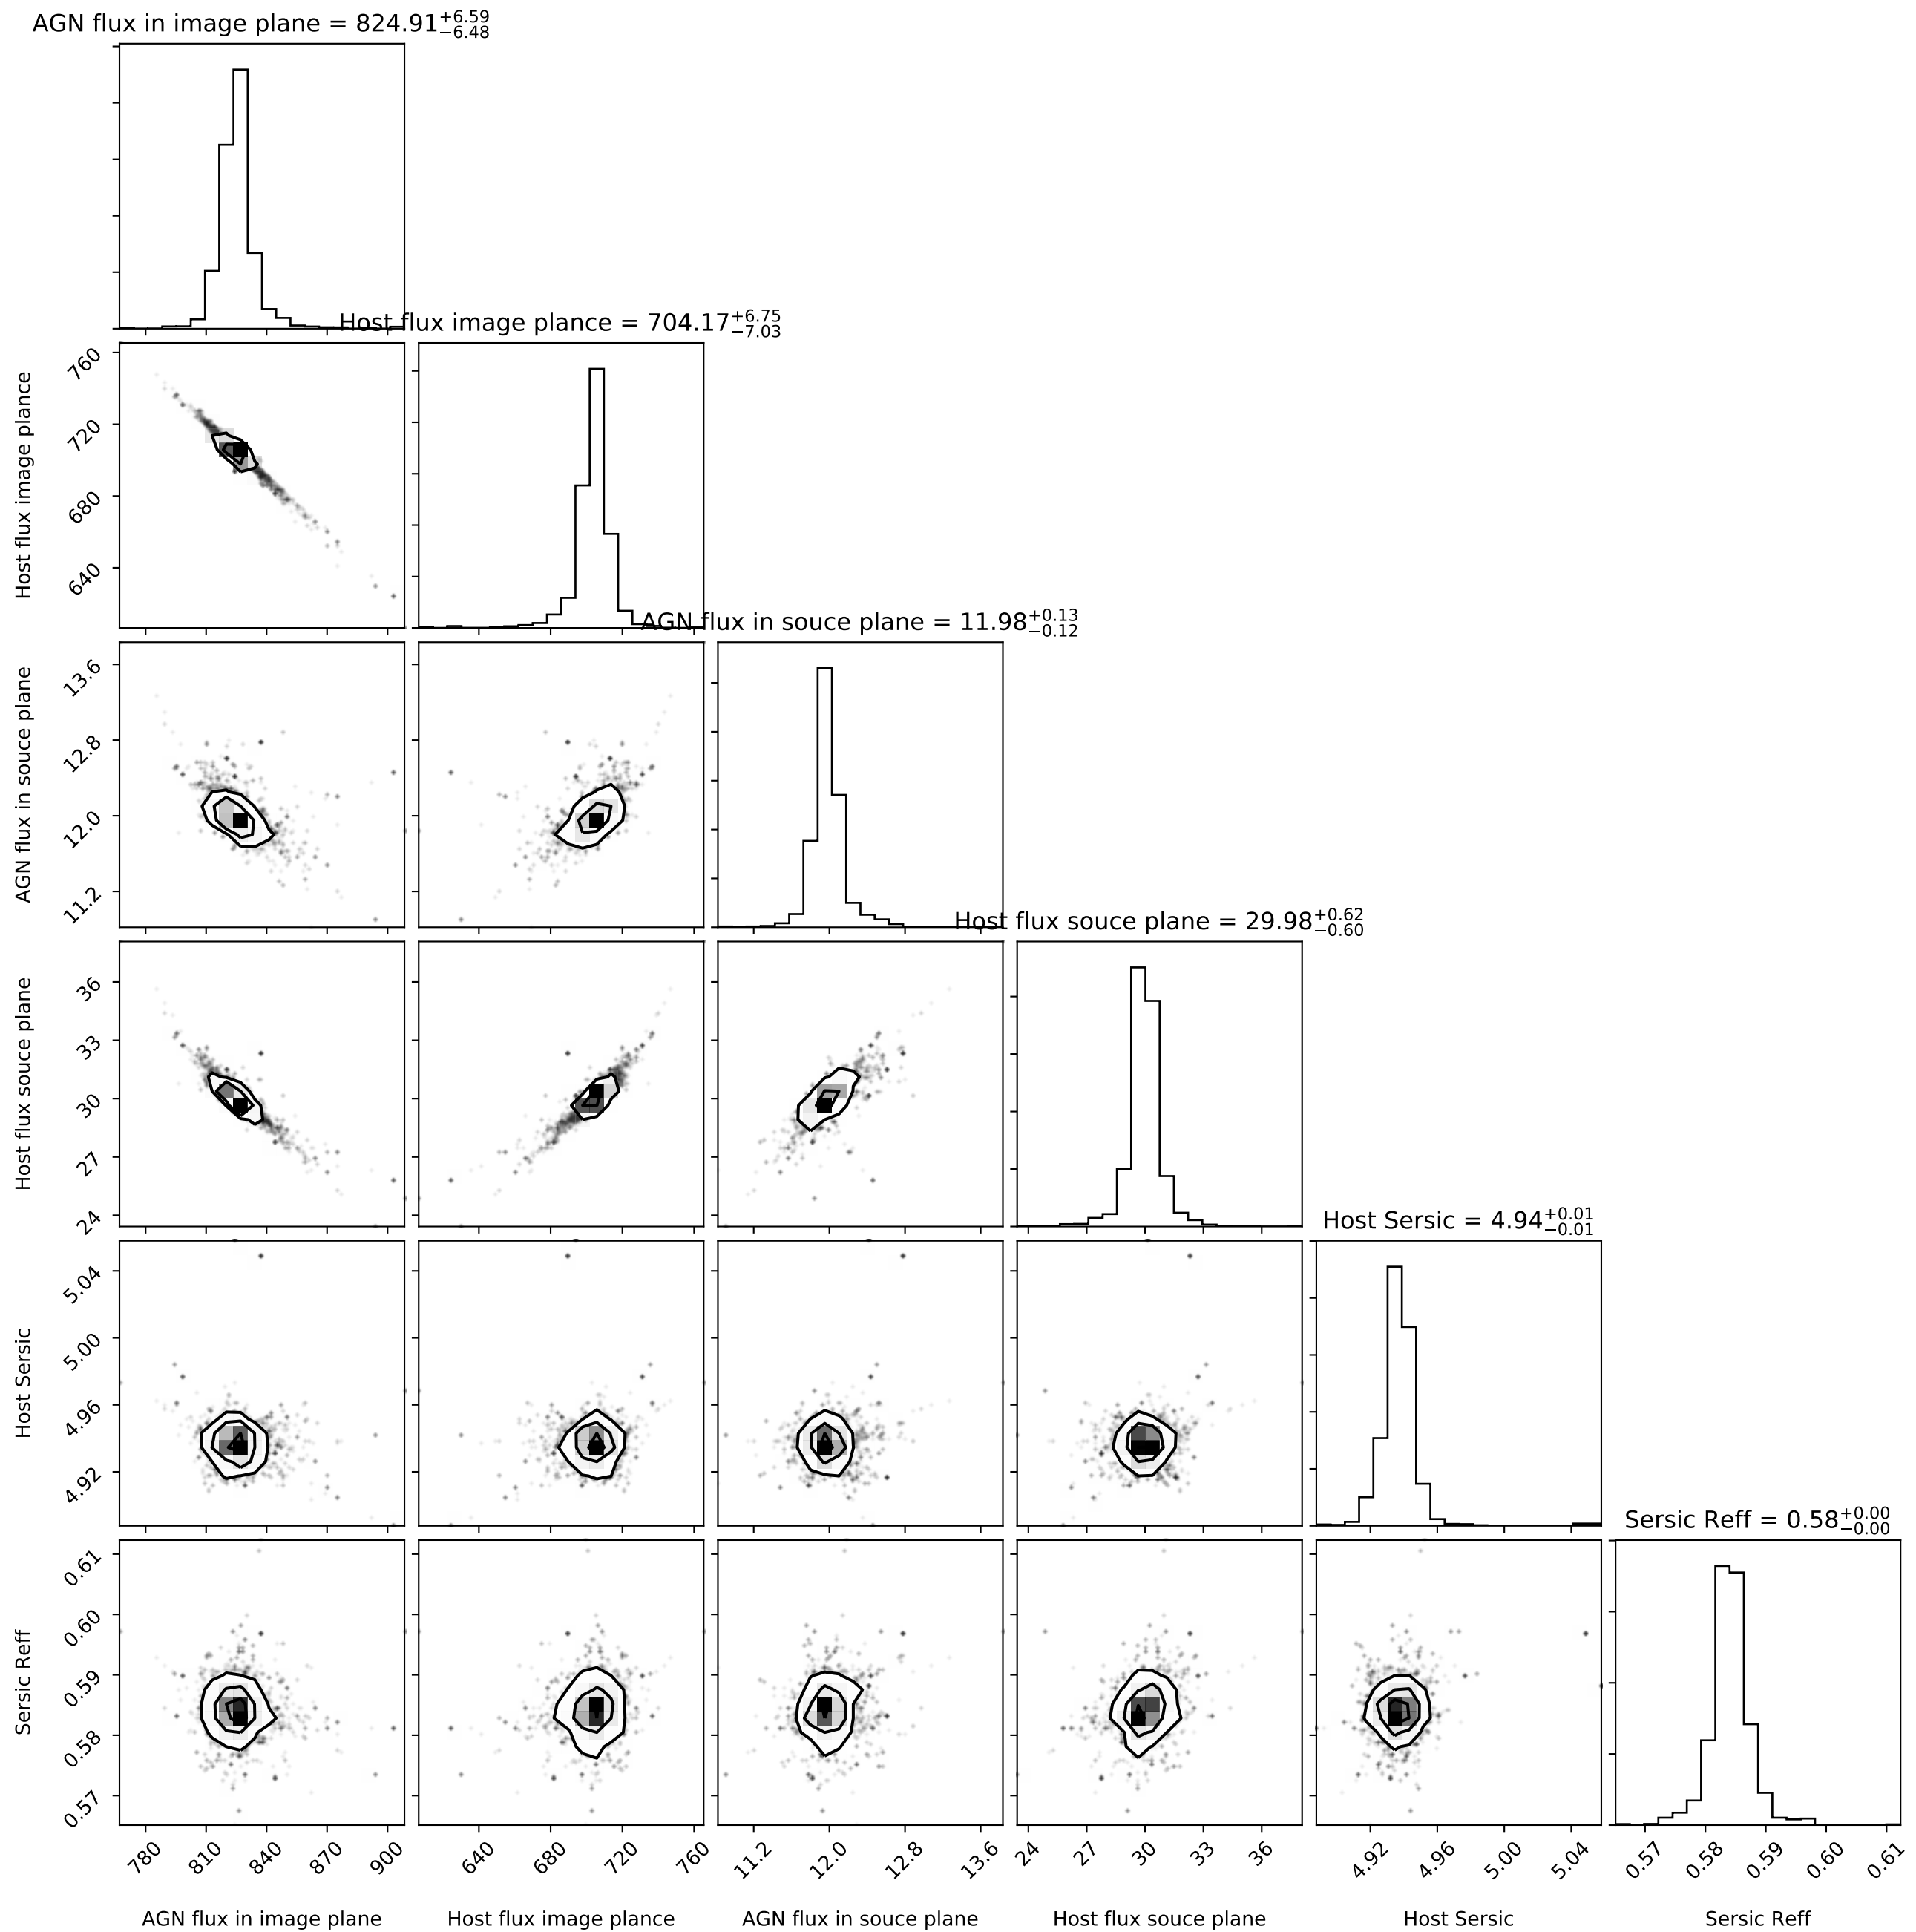 AGN flux in image plane = 824.91+6.59 −6.48
Host flux image plance = 704.17+6.75 −7.03
760
720
680
640
Host flux image plance
AGN flux in souce plane = 11.98+0.13 −0.12
13.6
12.8
12.0
11.2
AGN flux in souce plane
Host flux souce plane = 29.98+0.62 −0.60
36
33
30
27
24
Host flux souce plane
Host Sersic = 4.94+0.01 −0.01
5.04
5.00
4.96
4.92
Host Sersic
Sersic Reff = 0.58+0.00 −0.00
0.61
0.60
0.59
0.58
0.57
Sersic Reff
780 810 840 870 900 640 680 720 760 11.2 12.0 12.8 13.6 24 27 30 33 36 4.92 4.96 5.00 5.04 0.57 0.58 0.59 0.60 0.61
AGN flux in image plane Host flux image plance AGN flux in souce plane Host flux souce plane Host Sersic Sersic Reff